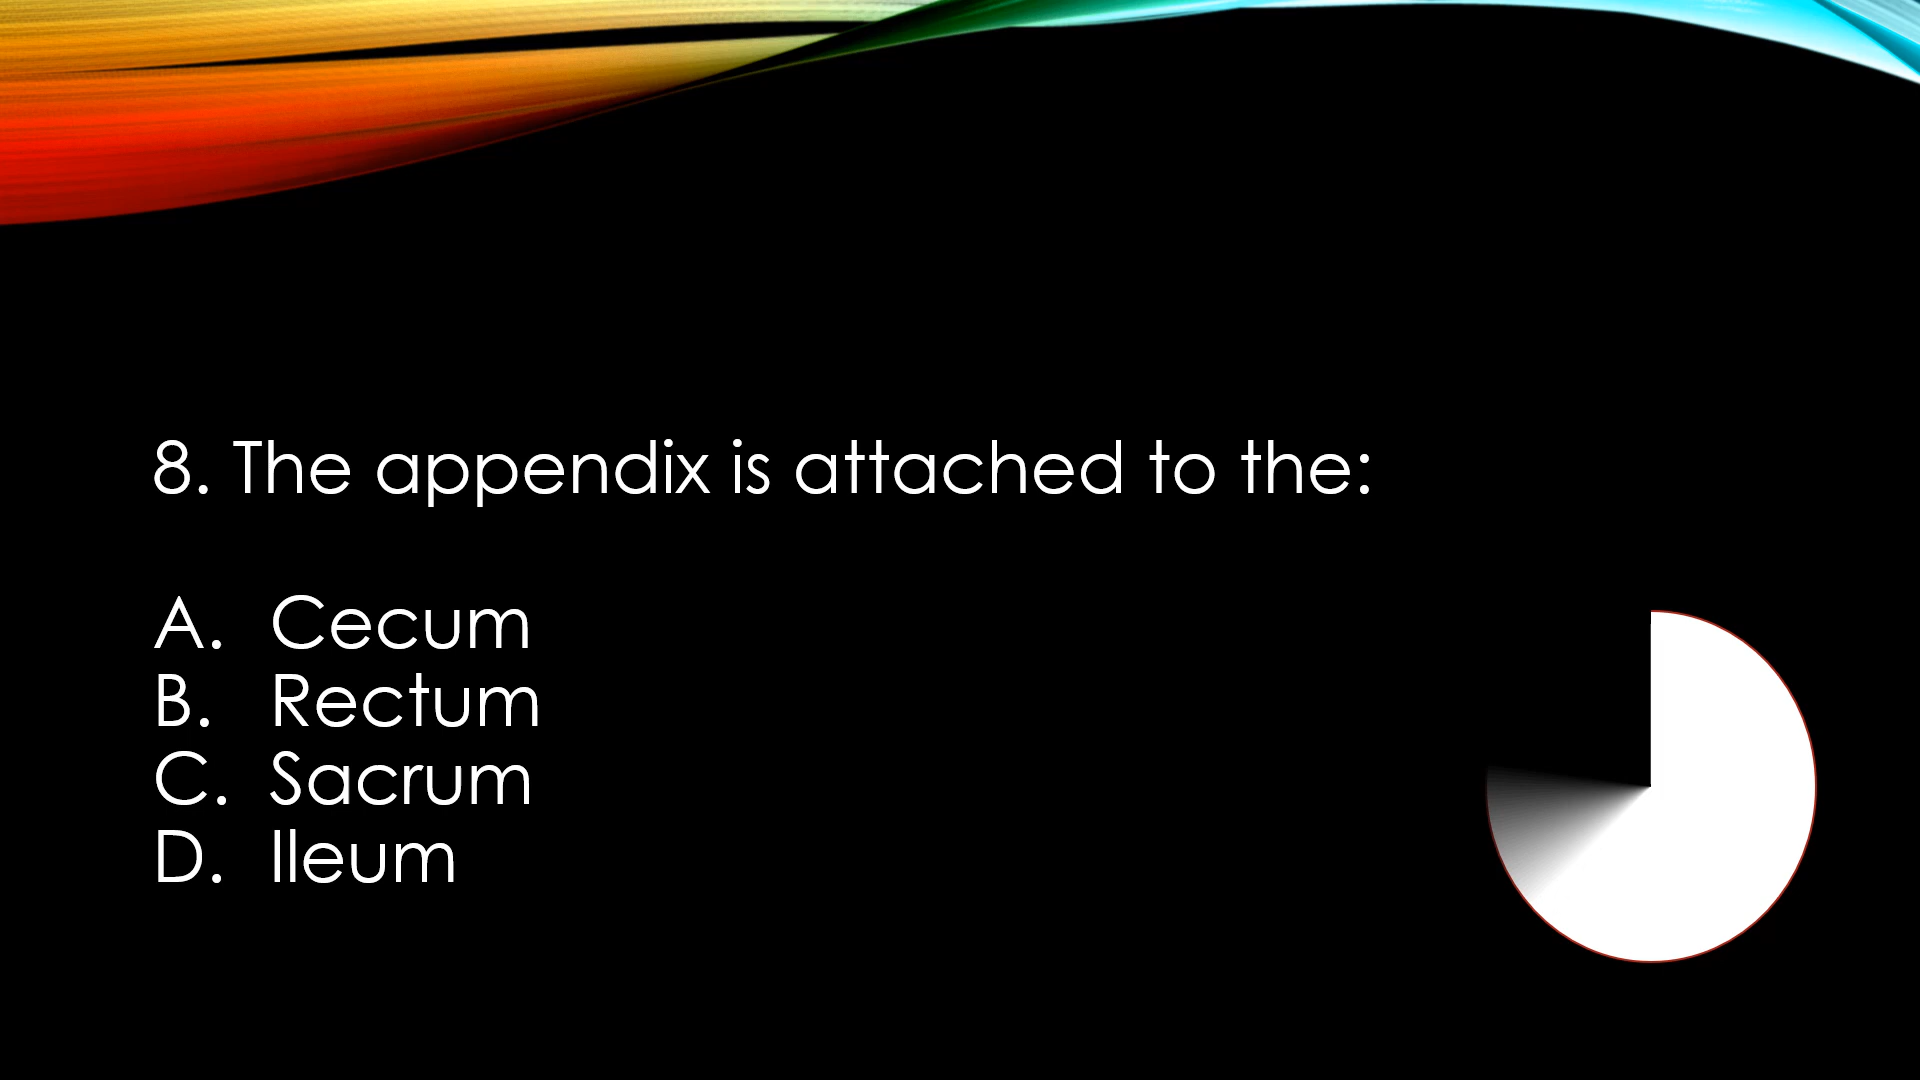 8. The appendix is attached to the:
A. Cecum
B. Rectum
C. Sacrum
D. Ileum